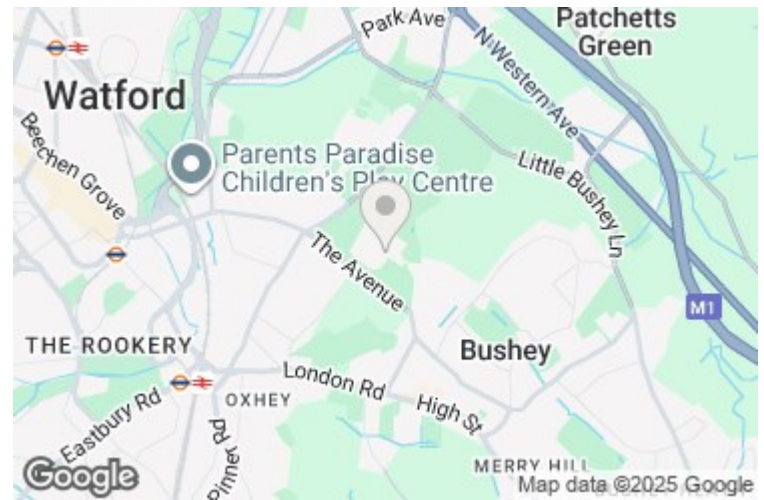 Park Ave
Patchetts
Green
N Western Ave
Watford
Beechen Grove
Parents Paradise
Children's Play Centre
Little Bushey Ln
The Avenue
M1
THE ROOKERY
Bushey
London Rd
High St
OXHEY
Eastbury Rd
Pinner Rd
MERRY HILL
Google
Map data ©2025 Google